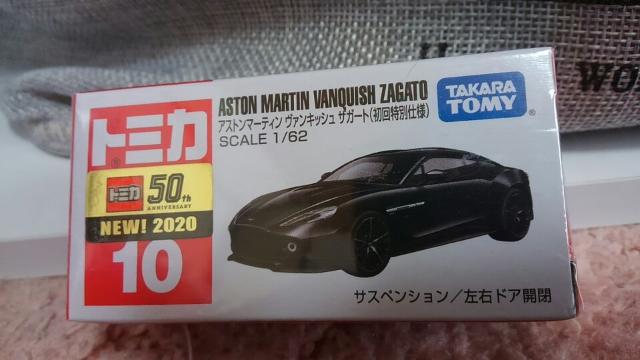 トミカ
トミカ 50th
ANNIVERSARY
NEW! 2020
10
ASTON MARTIN VANQUISH ZAGATO
アストンマーティン ヴァンキッシュ ザガート(初回特別仕様)
SCALE 1/62
TAKARA
TOMY
サスペンション/左右ドア開閉